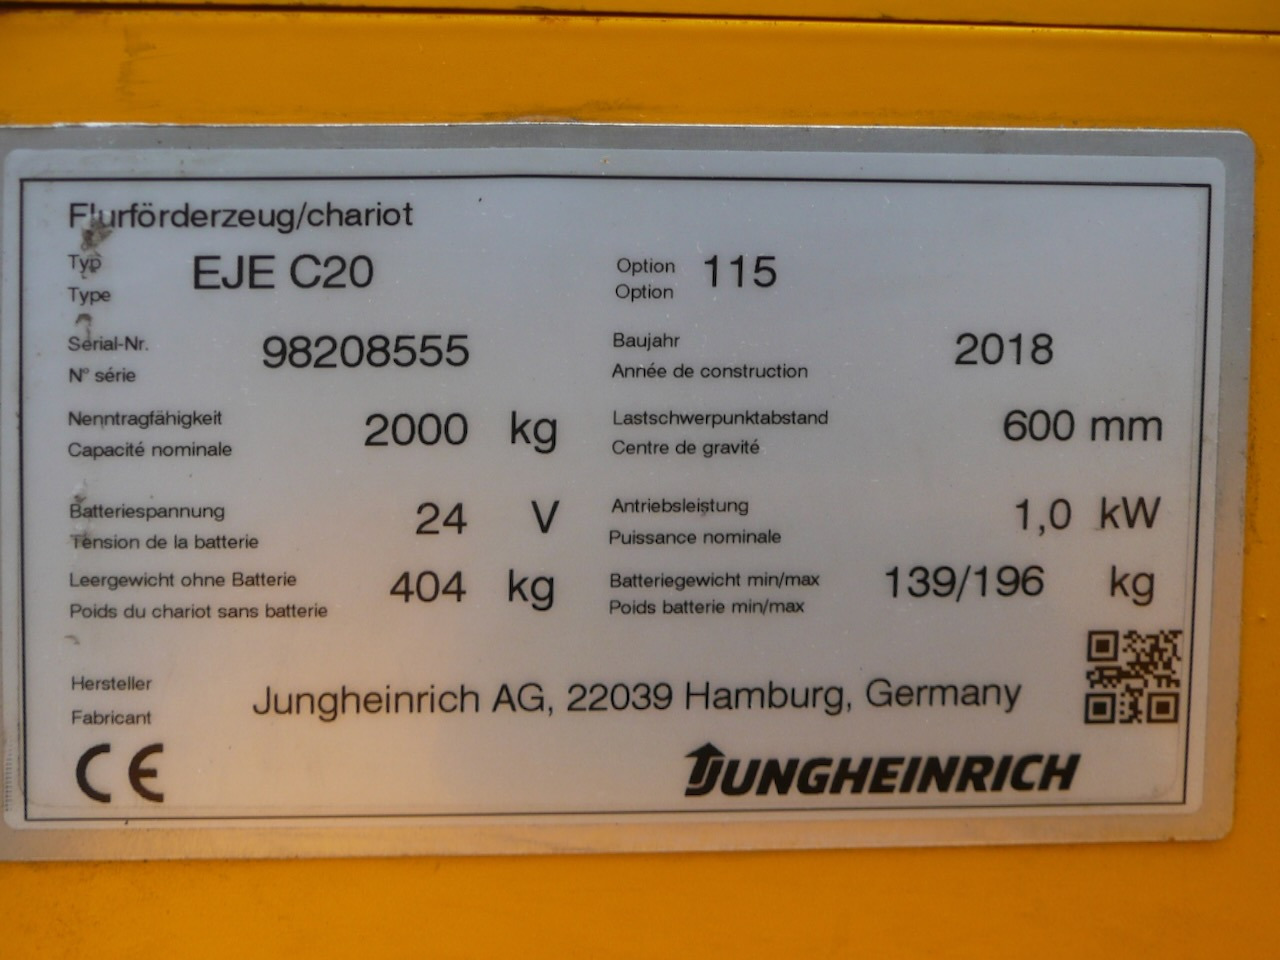 Flurförderzeug/chariot
Typ
Type
EJE C20
Option
Option
115
Serial-Nr.
N° série
98208555
Baujahr
Année de construction
2018
Nenntragfähigkeit
Capacité nominale
2000 kg
Lastschwerpunktabstand
Centre de gravité
600 mm
Batteriespannung
Tension de la batterie
24 V
Antriebsleistung
Puissance nominale
1,0 kW
Leergewicht ohne Batterie
Poids du chariot sans batterie
404 kg
Batteriegewicht min/max
Poids batterie min/max
139/196 kg
Hersteller
Fabricant
Jungheinrich AG, 22039 Hamburg, Germany
CE
JUNGHEINRICH